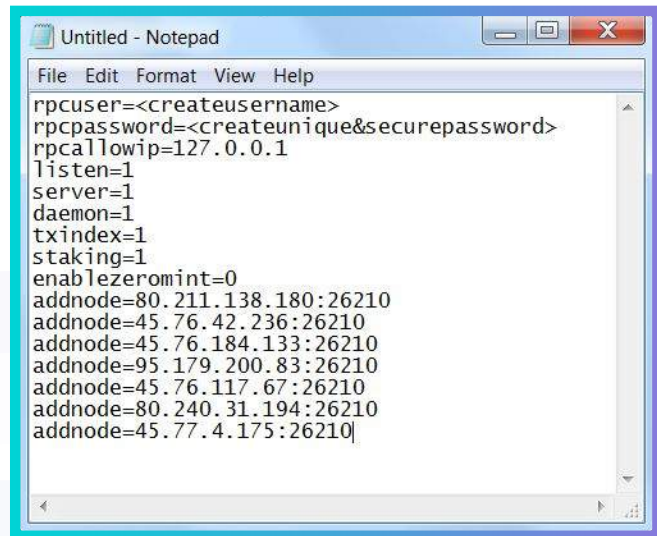 Untitled - Notepad
File Edit Format View Help
rpcuser=<createusername>
rpcpassword=<createunique&securepassword>
rpcallowip=127.0.0.1
listen=1
server=1
daemon=1
txindex=1
staking=1
enablezeromint=0
addnode=80.211.138.180:26210
addnode=45.76.42.236:26210
addnode=45.76.184.133:26210
addnode=95.179.200.83:26210
addnode=45.76.117.67:26210
addnode=80.240.31.194:26210
addnode=45.77.4.175:26210